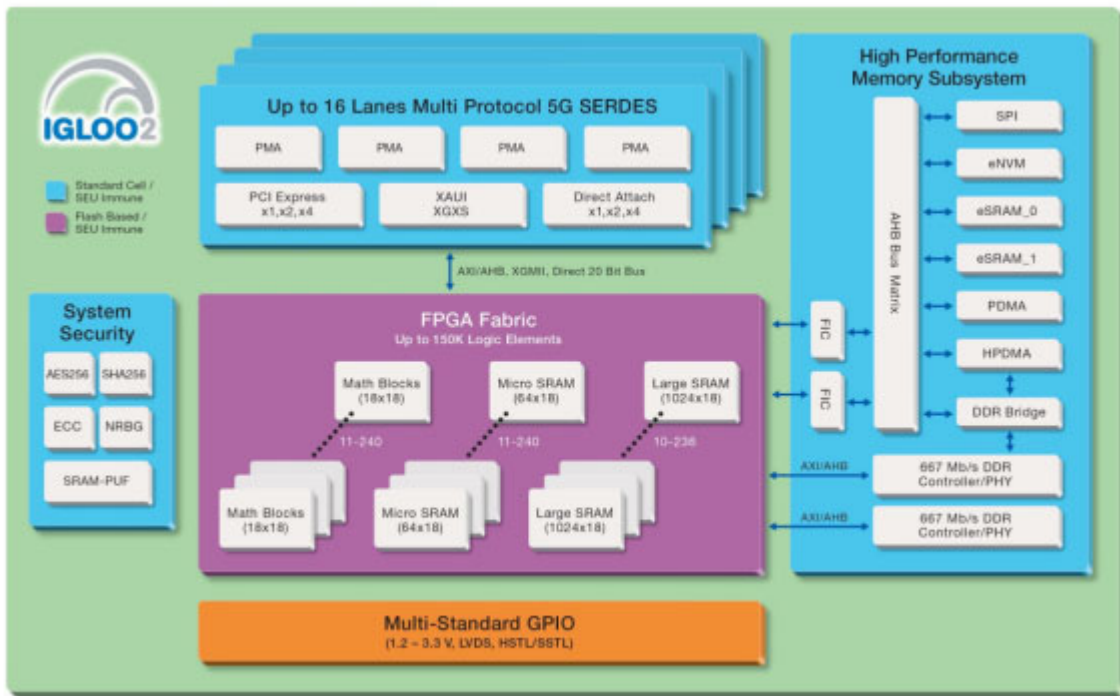 IGLOO2
Standard Cell /
SEU Immune
Flash Based /
SEU Immune
Up to 16 Lanes Multi Protocol 5G SERDES
PMA
PMA
PMA
PMA
PCI Express
x1,x2,x4
XAUI
XGXS
Direct Attach
x1,x2,x4
AXI/AHB, XGMII, Direct 20 Bit Bus
System
Security
AES256
SHA256
ECC
NRBG
SRAM-PUF
FPGA Fabric
Up to 150K Logic Elements
Math Blocks
(18x18)
Micro SRAM
(64x18)
Large SRAM
(1024x18)
11-240
11-240
10-236
Math Blocks
(18x18)
Micro SRAM
(64x18)
Large SRAM
(1024x18)
Multi-Standard GPIO
(1.2 – 3.3 V, LVDS, HSTL/SSTL)
High Performance
Memory Subsystem
AHB Bus Matrix
SPI
eNVM
eSRAM_0
eSRAM_1
PDMA
HPDMA
DDR Bridge
FIC
FIC
AXI/AHB
667 Mb/s DDR
Controller/PHY
AXI/AHB
667 Mb/s DDR
Controller/PHY